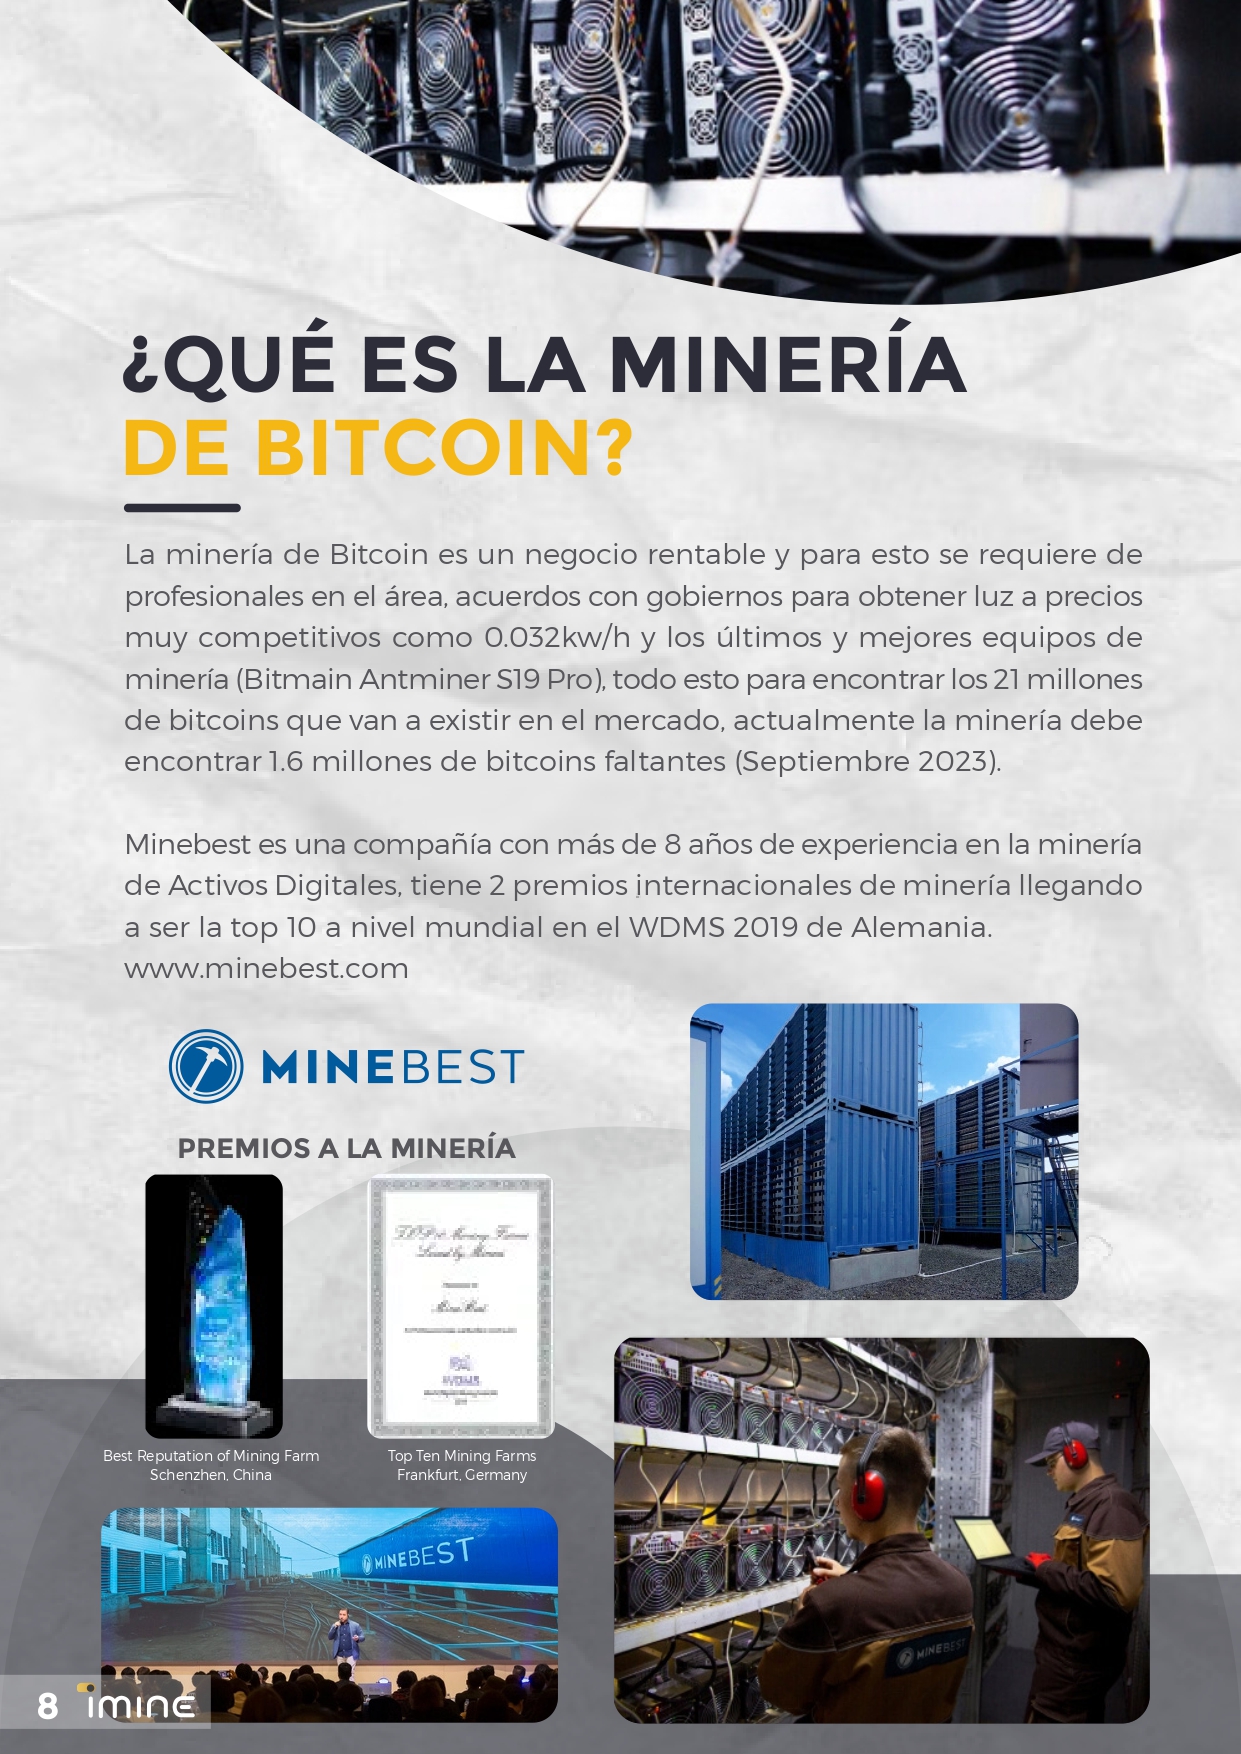 ¿QUÉ ES LA MINERÍA
DE BITCOIN?
La minería de Bitcoin es un negocio rentable y para esto se requiere de
profesionales en el área, acuerdos con gobiernos para obtener luz a precios
muy competitivos como 0.032kw/h y los últimos y mejores equipos de
minería (Bitmain Antminer S19 Pro), todo esto para encontrar los 21 millones
de bitcoins que van a existir en el mercado, actualmente la minería debe
encontrar 1.6 millones de bitcoins faltantes (Septiembre 2023).
Minebest es una compañía con más de 8 años de experiencia en la minería
de Activos Digitales, tiene 2 premios internacionales de minería llegando
a ser la top 10 a nivel mundial en el WDMS 2019 de Alemania.
www.minebest.com
MINEBEST
PREMIOS A LA MINERÍA
WDMS
Best Reputation of Mining Farm
Schenzhen, China
Top Ten Mining Farms
Frankfurt, Germany
MINEBEST
MINEBEST
8 imine